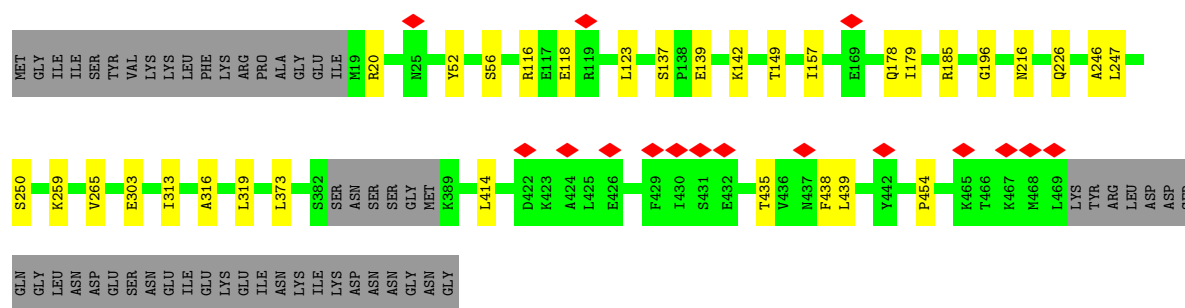 MET GLY ILE ILE SER TYR VAL LYS LYS LEU PHE LYS ARG PRO ALA GLY GLU ILE M19 R20 N25 Y52 S56 R116 E117 E118 R119 L123 S137 P138 E139 K142 T149 I157 E169 Q178 I179 R185 G196 N216 Q226 A246 L247
S250 K259 V265 E303 I313 A316 L319 L373 S382 SER ASN SER SER GLY MET K389 L414 D422 K423 A424 L425 E426 F429 I430 S431 E432 T435 V436 N437 F438 L439 Y442 P454 K465 T466 K467 M468 L469 LYS TYR ARG LEU ASP ASP SER
GLN GLY LEU ASN ASP GLU SER ASN GLU ILE GLU LYS GLU ILE ASN LYS ILE LYS ASP ASN ASN GLY ASN GLY